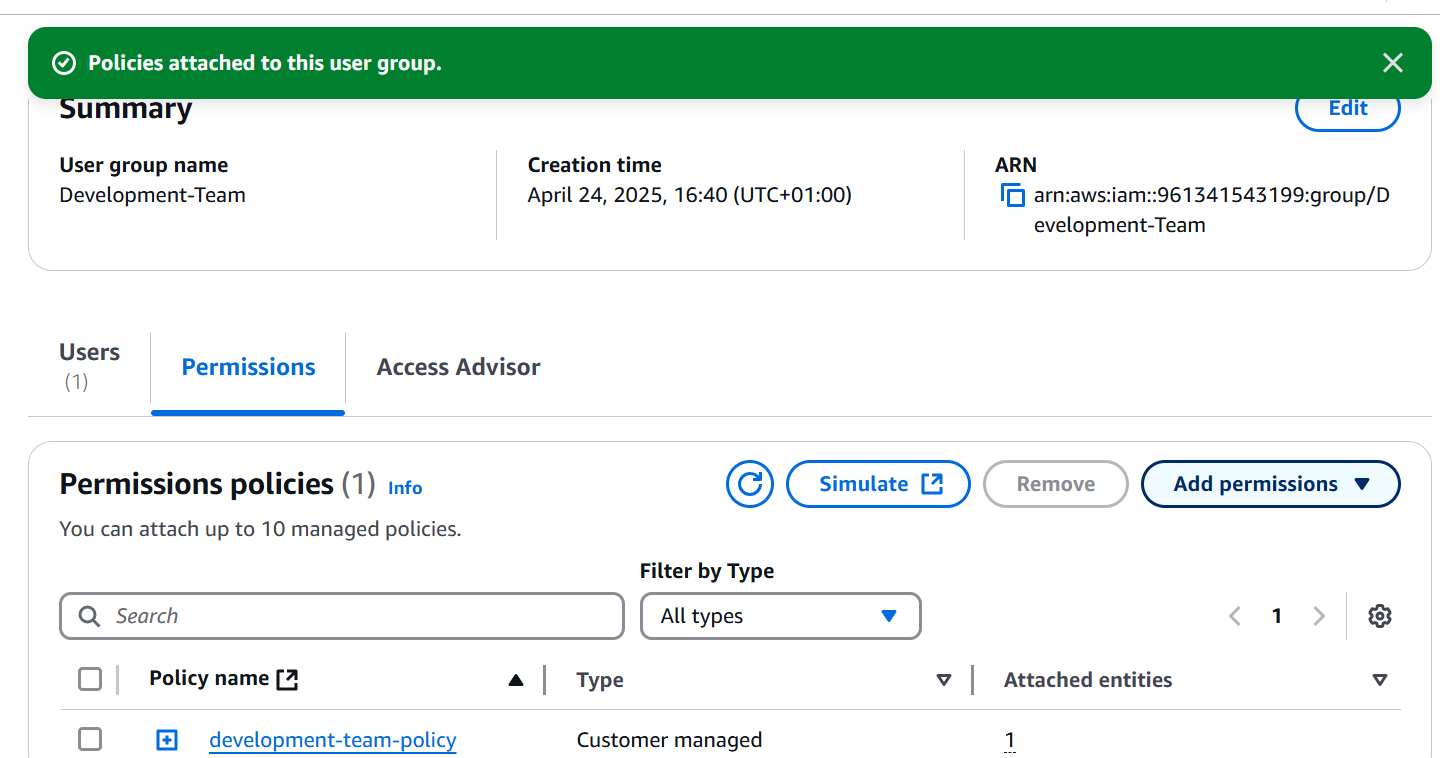 Policies attached to this user group.
Summary
Edit
User group name
Development-Team
Creation time
April 24, 2025, 16:40 (UTC+01:00)
ARN
arn:aws:iam::961341543199:group/D
evelopment-Team
Users
(1)
Permissions
Access Advisor
Permissions policies (1) Info
Simulate
Remove
Add permissions
You can attach up to 10 managed policies.
Filter by Type
Search
All types
1
Policy name
Type
Attached entities
development-team-policy
Customer managed
1